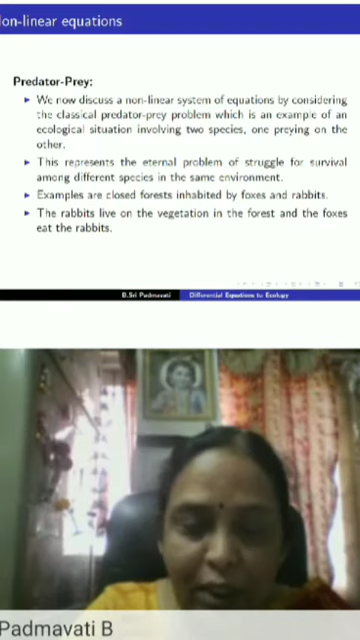 on-linear equations
Predator-Prey:
We now discuss a non-linear system of equations by considering
the classical predator-prey problem which is an example of an
ecological situation involving two species, one preying on the
other.
This represents the eternal problem of struggle for survival
among different species in the same environment.
Examples are closed forests inhabited by foxes and rabbits.
The rabbits live on the vegetation in the forest and the foxes
eat the rabbits.
B.Sri Padmavati Differential Equations to Ecology
Padmavati B